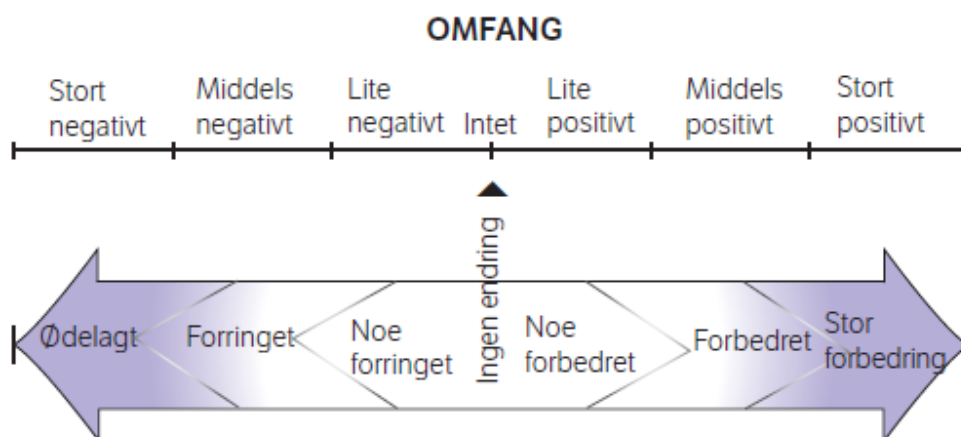 OMFANG
Stort
negativt
Middels
negativt
Lite
negativt
Intet
Lite
positivt
Middels
positivt
Stort
positivt
Ødelagt
Forringet
Noe
forringet
Ingen endring
Noe
forbedret
Forbedret
Stor
forbedring